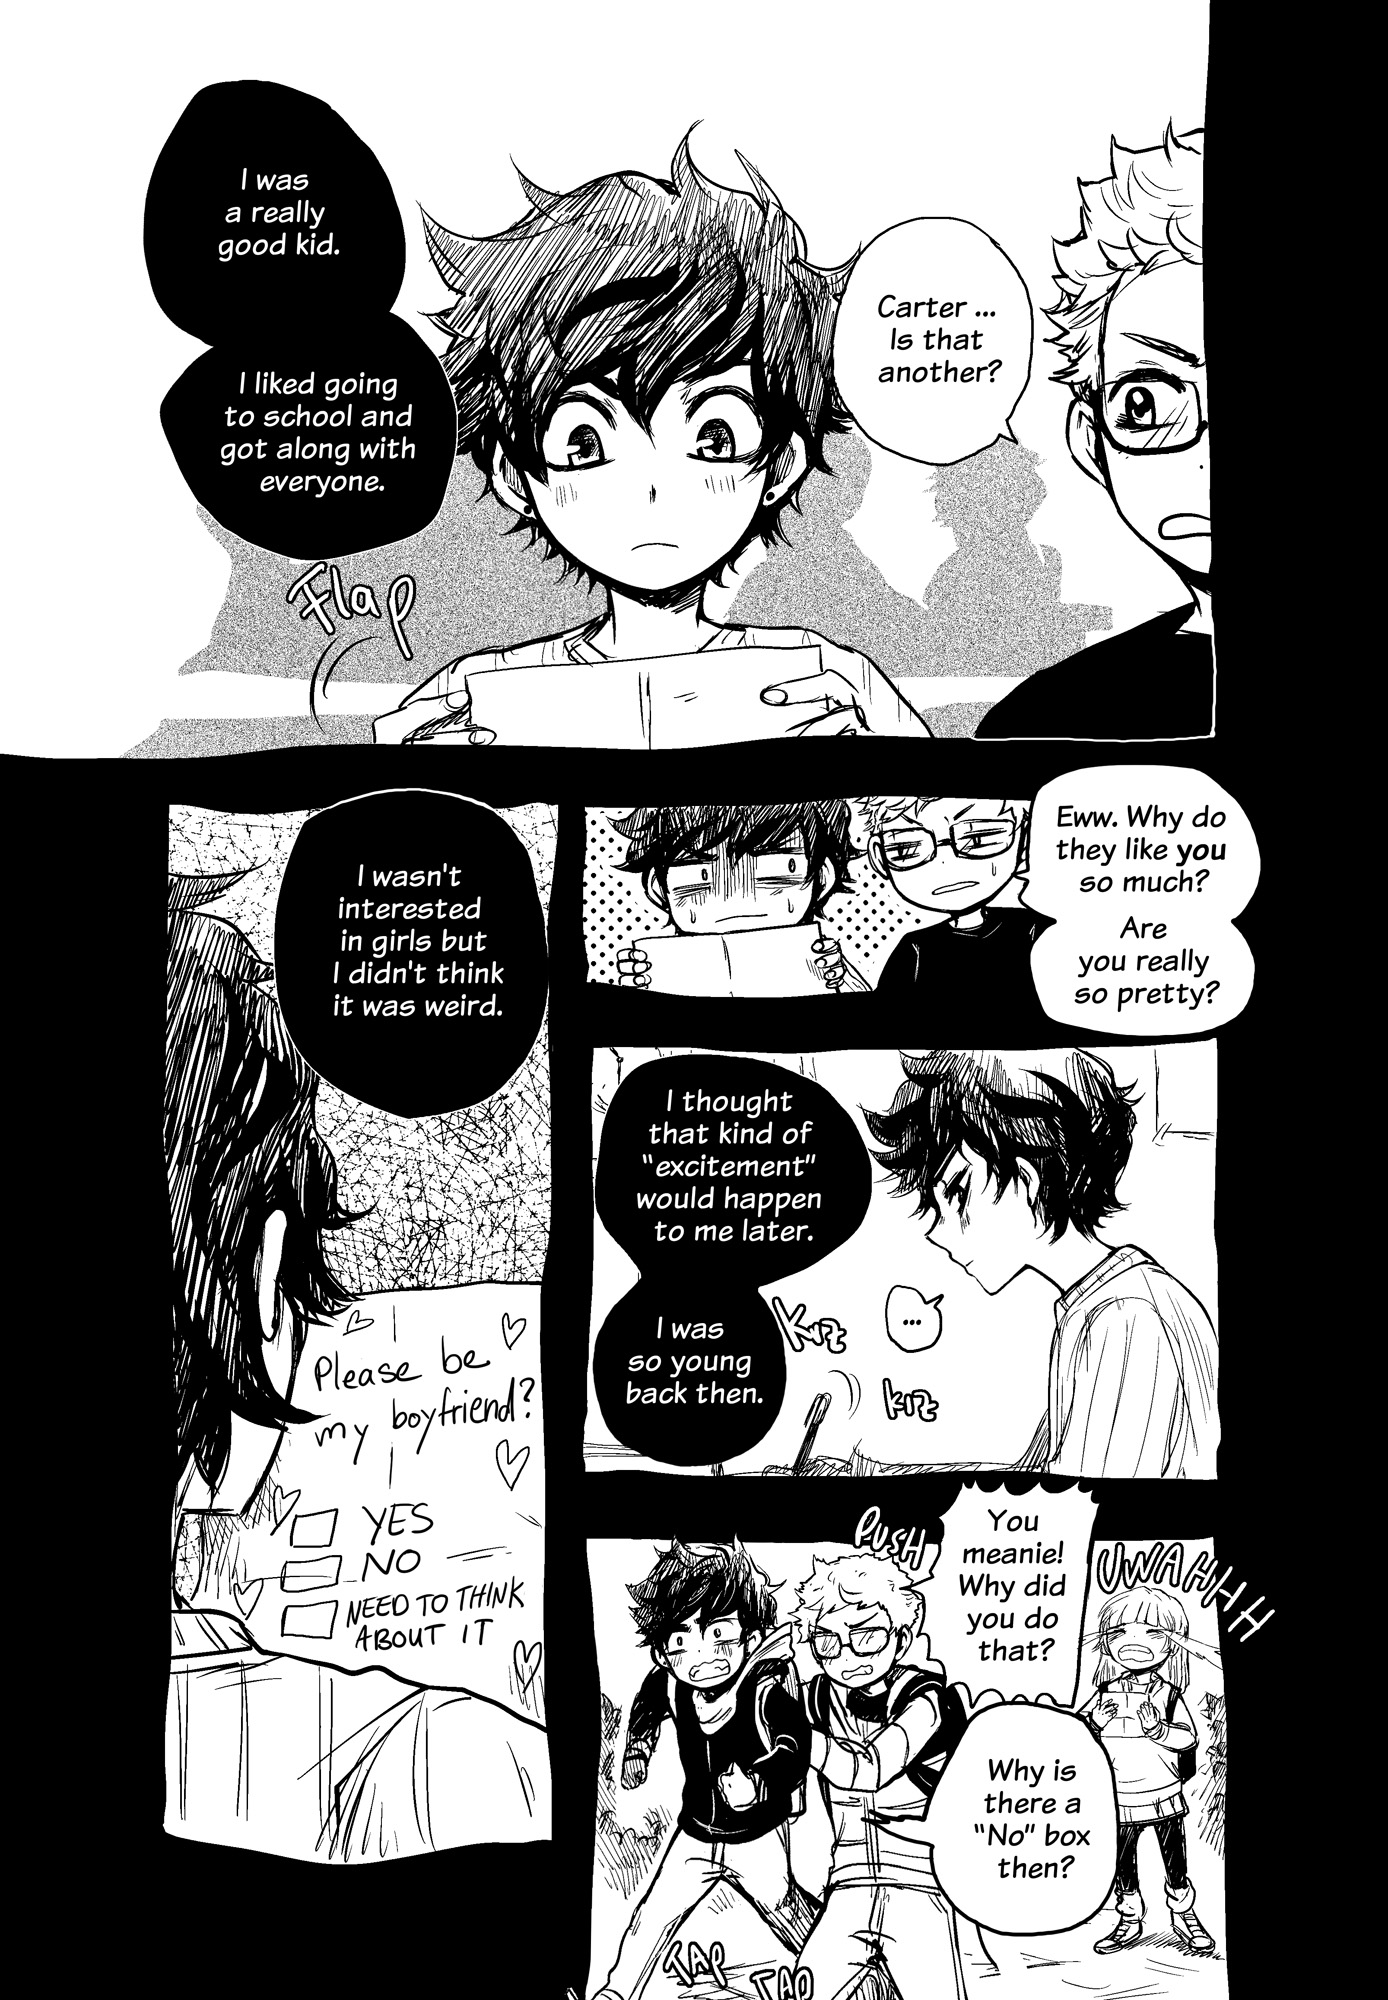 I was
a really
good kid.
I liked going
to school and
got along with
everyone.
Carter ...
Is that
another?
Flap
I wasn't
interested
in girls but
I didn't think
it was weird.
Please be
my boyfriend?
YES
NO
NEED TO THINK
ABOUT IT
Eww. Why do
they like you
so much?
Are
you really
so pretty?
I thought
that kind of
"excitement"
would happen
to me later.
I was
so young
back then.
...
Krz
krz
PUSH
You
meanie!
Why did
you do
that?
UWAHHH
Why is
there a
"No" box
then?
TAP
TAP